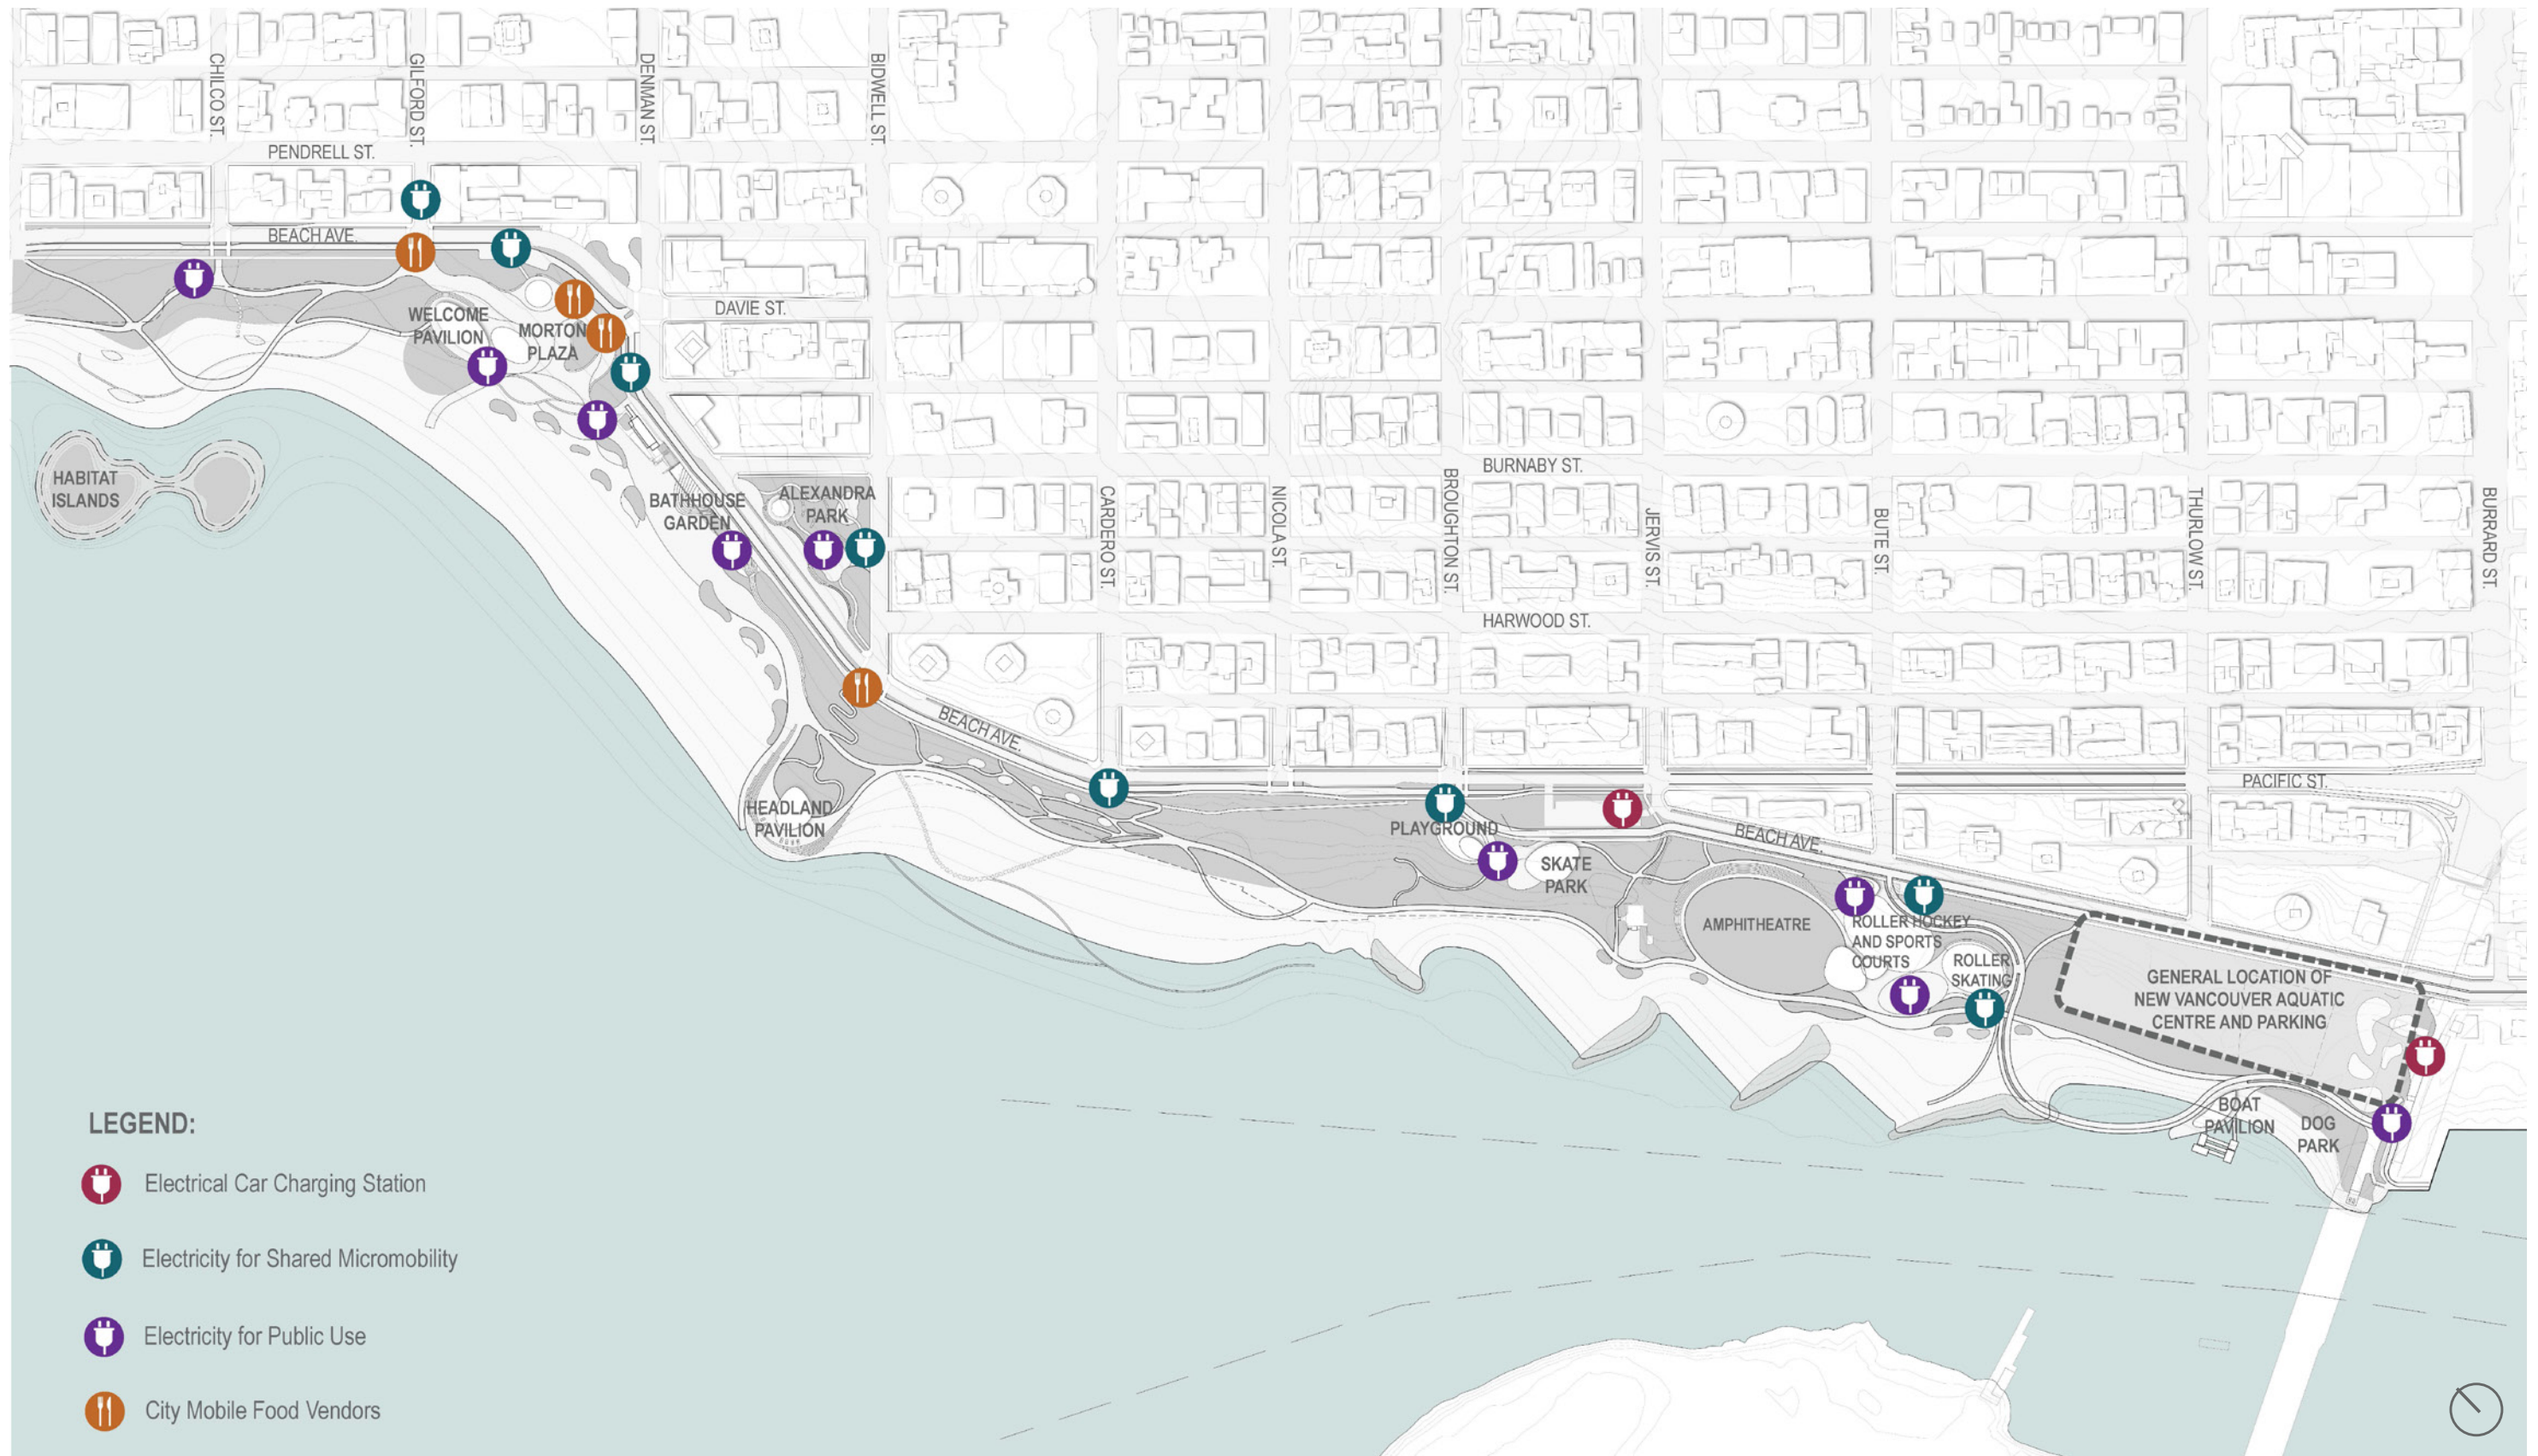 CHILCO ST.
GILFORD ST.
DENMAN ST.
BIDWELL ST.
PENDRELL ST.
BEACH AVE.
DAVIE ST.
WELCOME
PAVILION
MORTON
PLAZA
HABITAT
ISLANDS
BATHHOUSE
GARDEN
ALEXANDRA
PARK
BURNABY ST.
CARDERO ST.
NICOLA ST.
BROUGHTON ST.
JERVIS ST.
BUTE ST.
THURLOW ST.
BURRARD ST.
HARWOOD ST.
BEACH AVE.
PACIFIC ST.
HEADLAND
PAVILION
PLAYGROUND
SKATE
PARK
BEACH AVE.
AMPHITHEATRE
ROLLER HOCKEY
AND SPORTS
COURTS
ROLLER
SKATING
GENERAL LOCATION OF
NEW VANCOUVER AQUATIC
CENTRE AND PARKING
BOAT
PAVILION
DOG
PARK
LEGEND:
Electrical Car Charging Station
Electricity for Shared Micromobility
Electricity for Public Use
City Mobile Food Vendors